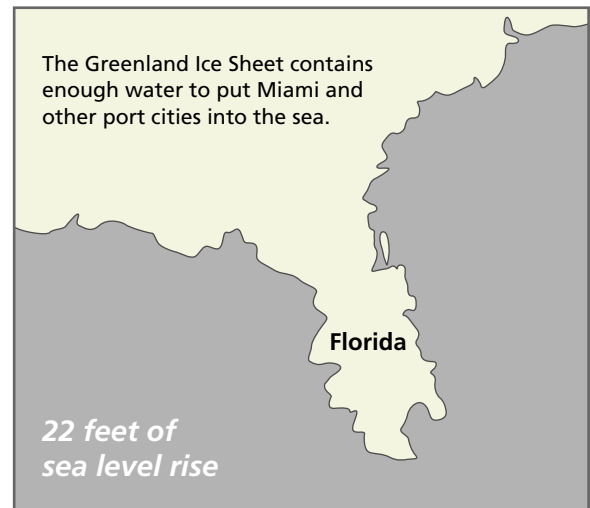 The Greenland Ice Sheet contains
enough water to put Miami and
other port cities into the sea.
Florida
22 feet of
sea level rise